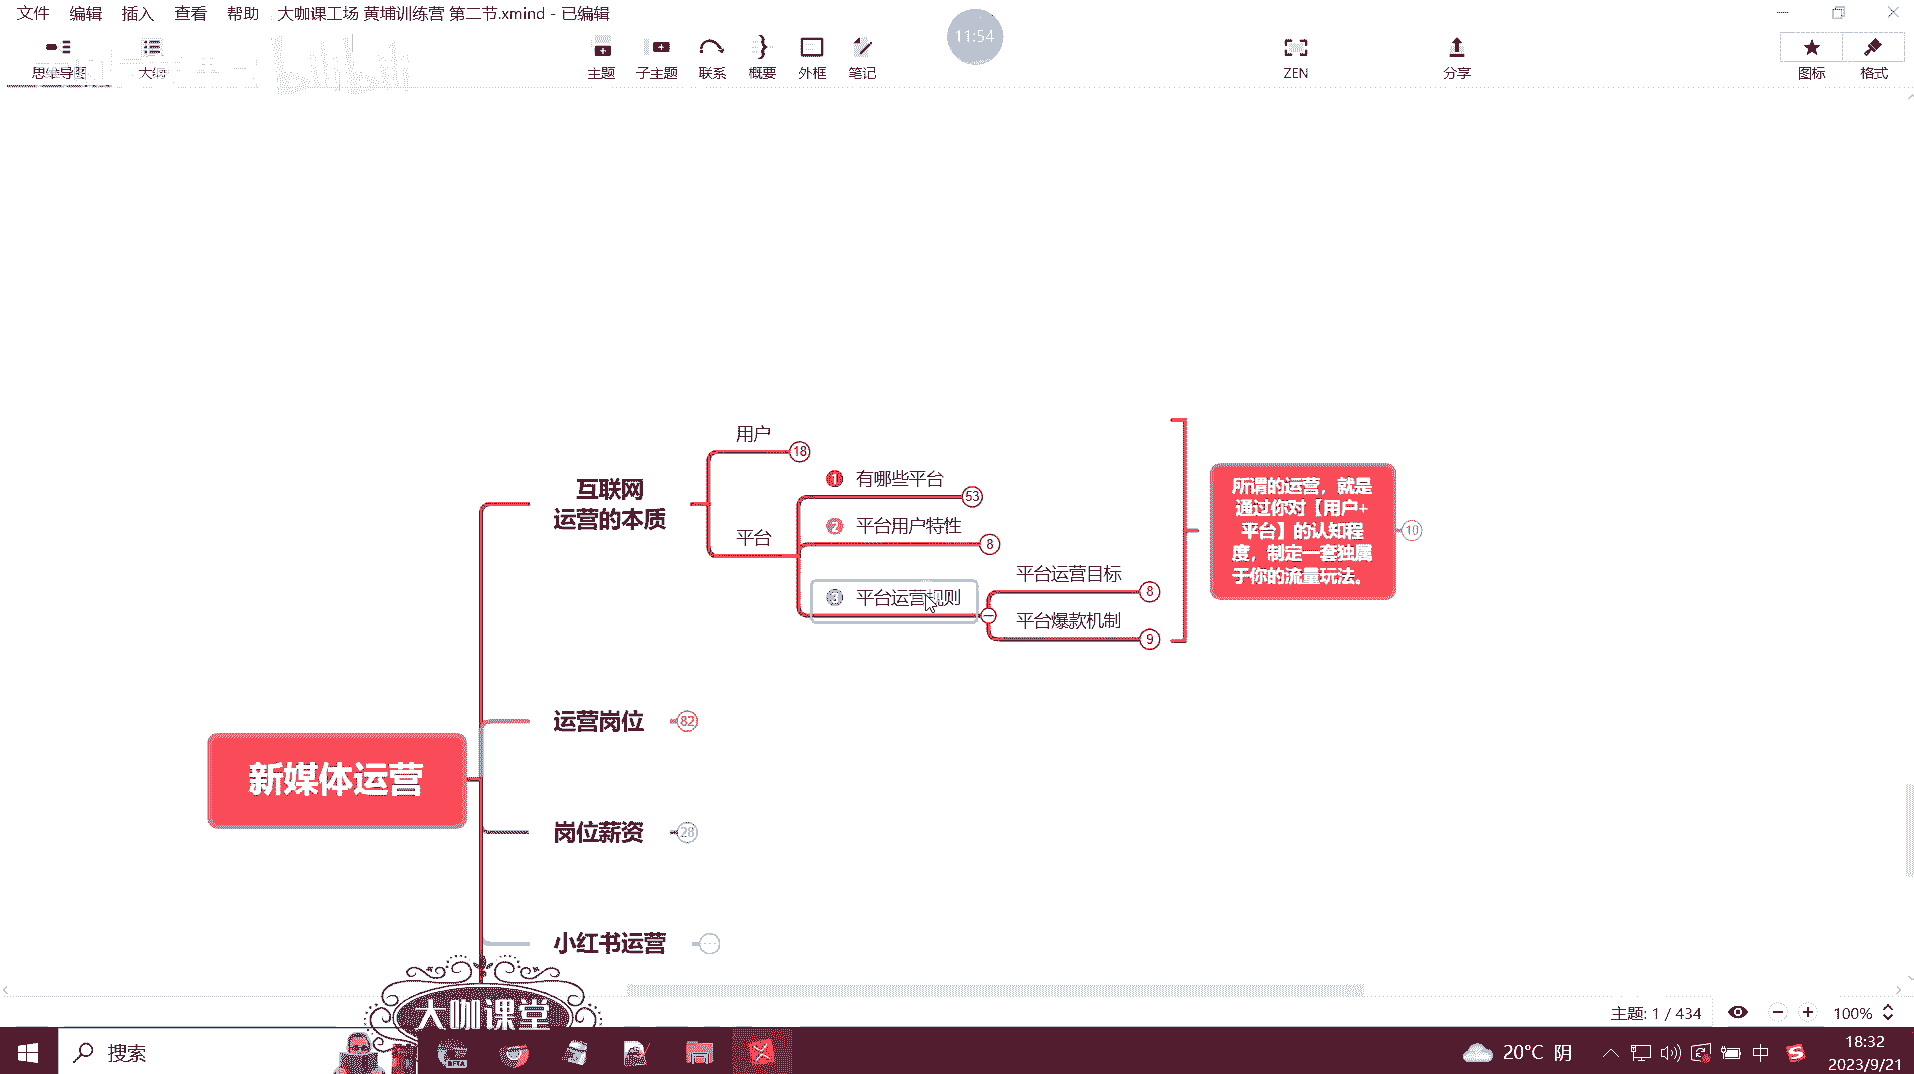 文件 编辑 插入 查看 帮助 大咖课工场 黄埔训练营 第二节.xmind - 已编辑
11:54
思维导图 大纲 主题 子主题 联系 概要 外框 笔记 ZEN 分享 图标 格式
bilibili
用户 18
互联网
运营的本质
平台
1 有哪些平台 53
2 平台用户特性 8
3 平台运营规则
平台运营目标 8
平台爆款机制 9
所谓的运营，就是
通过你对【用户+
平台】的认知程
度，制定一套独属
于你的流量玩法。
10
运营岗位 82
新媒体运营
岗位薪资 28
小红书运营
大咖课堂
主题: 1 / 434 100%
搜索
20°C 阴
中
18:32
2023/9/21